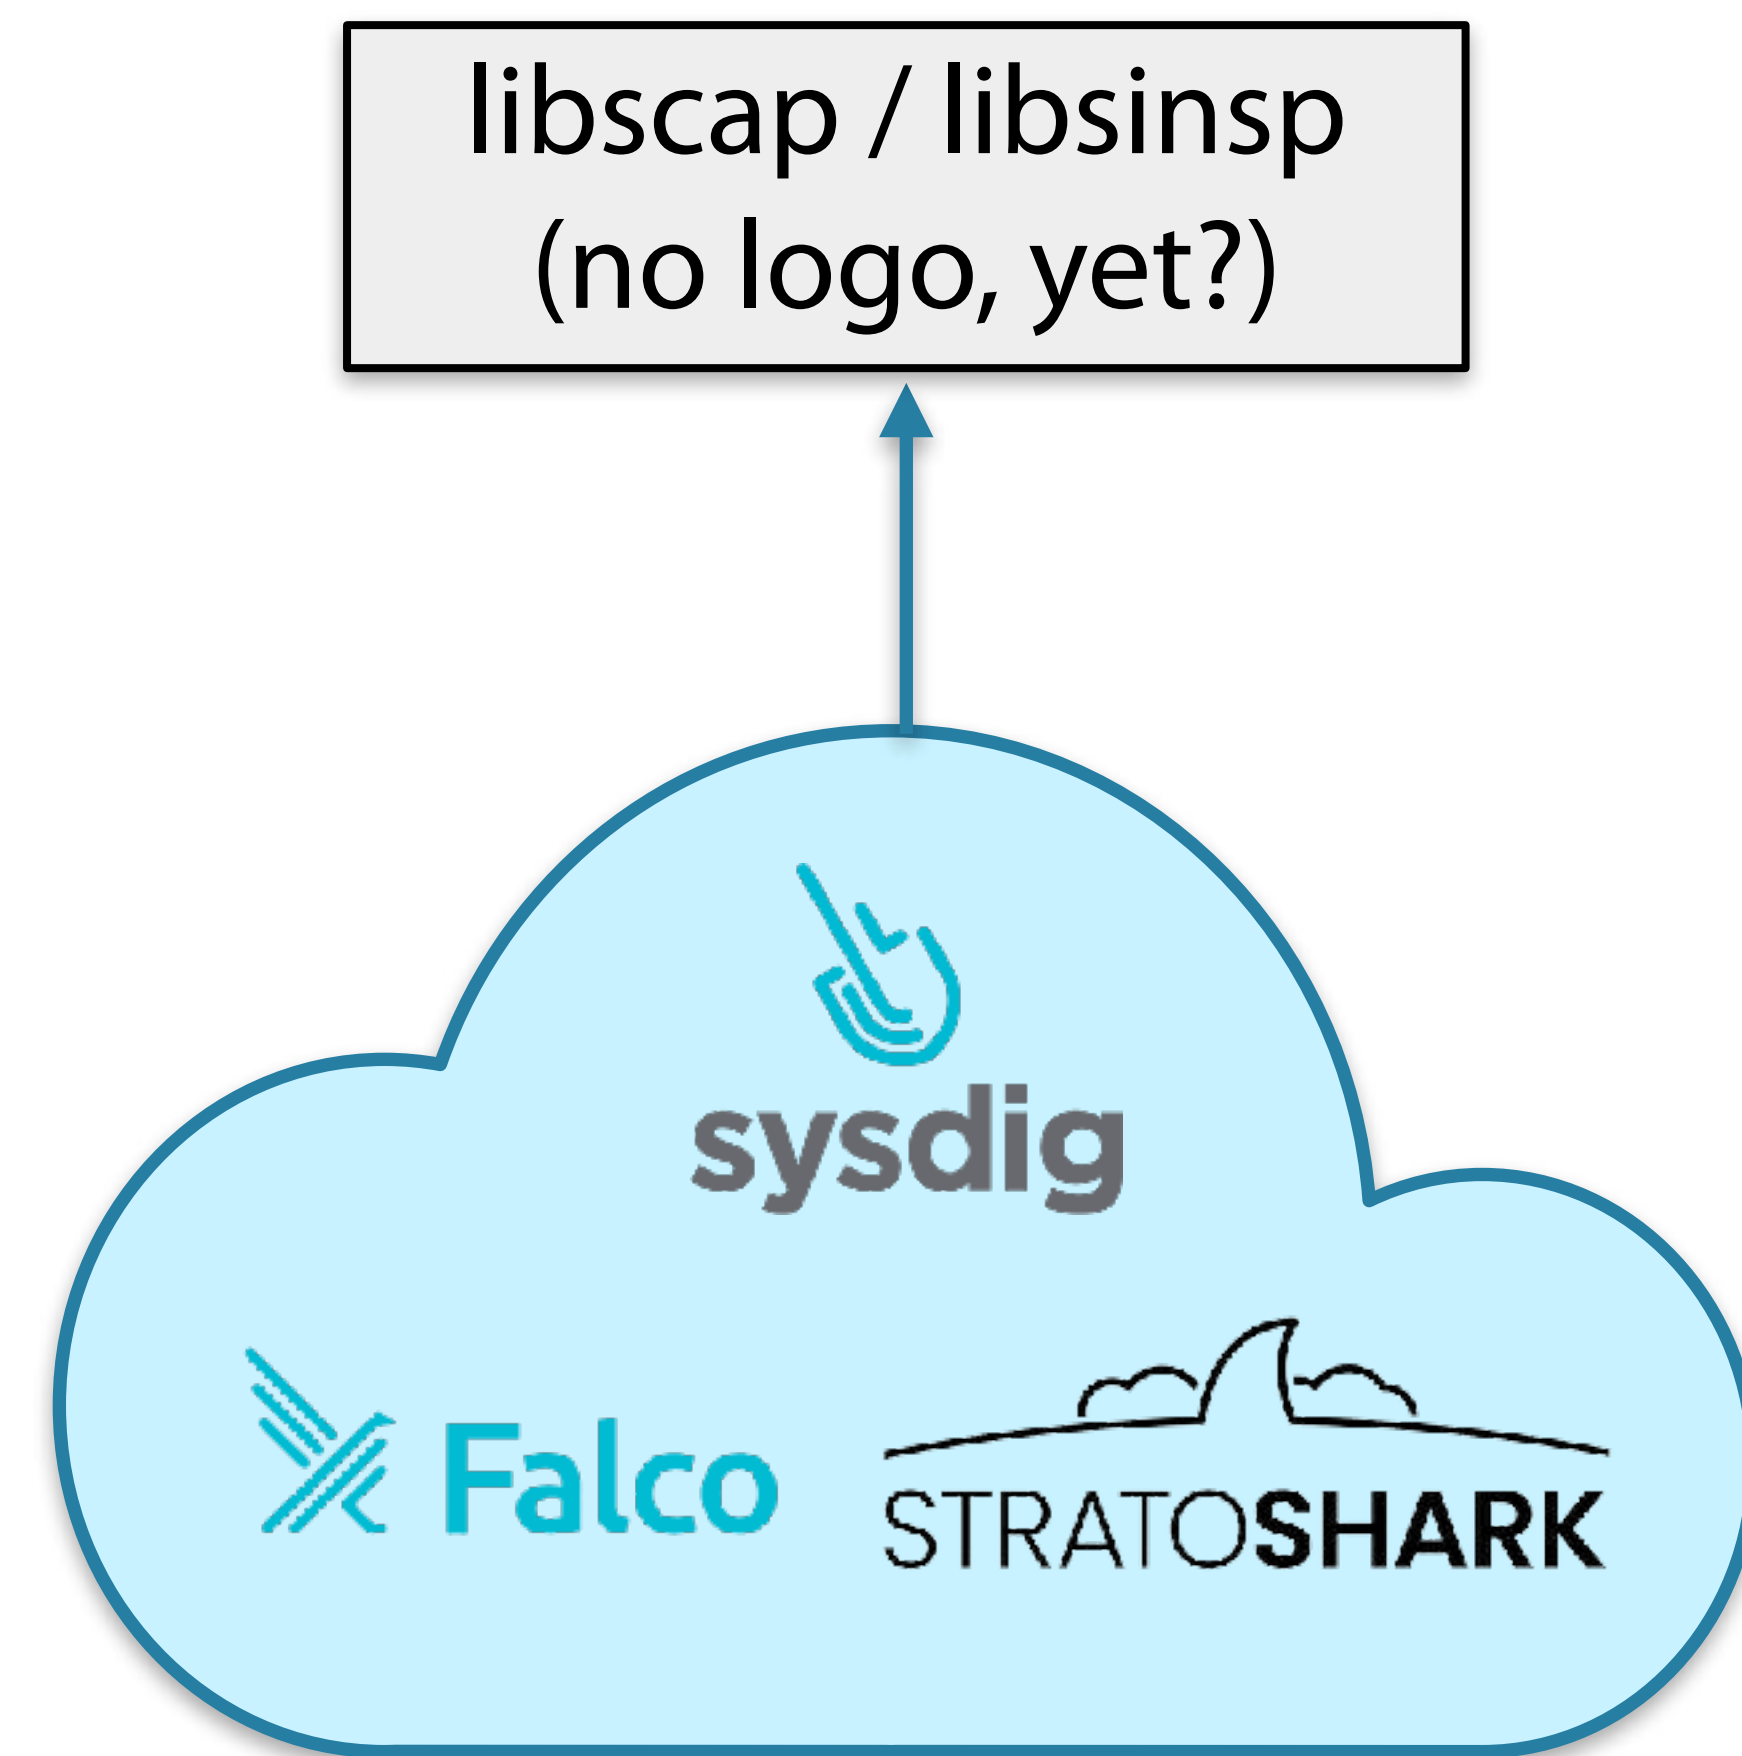 libscap / libsinsp
(no logo, yet?)
sysdig
Falco
STRATOSHARK